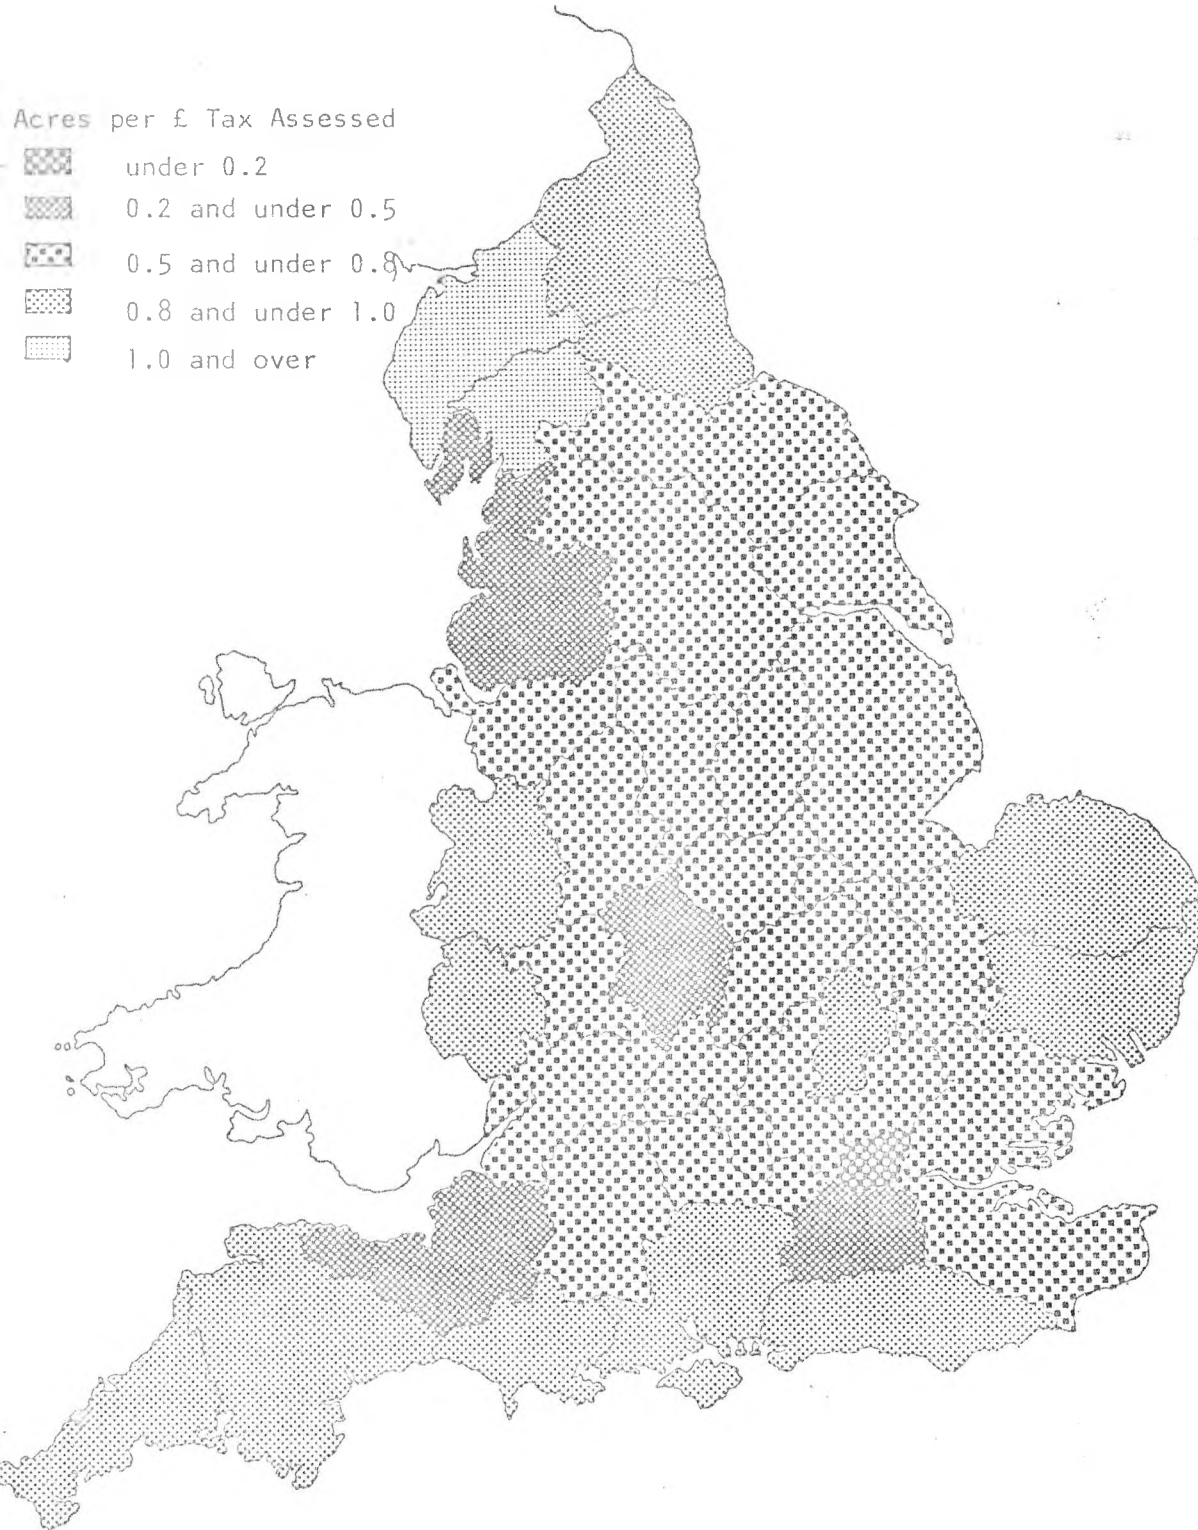 Acres per £ Tax Assessed
under 0.2
0.2 and under 0.5
0.5 and under 0.8
0.8 and under 1.0
1.0 and over